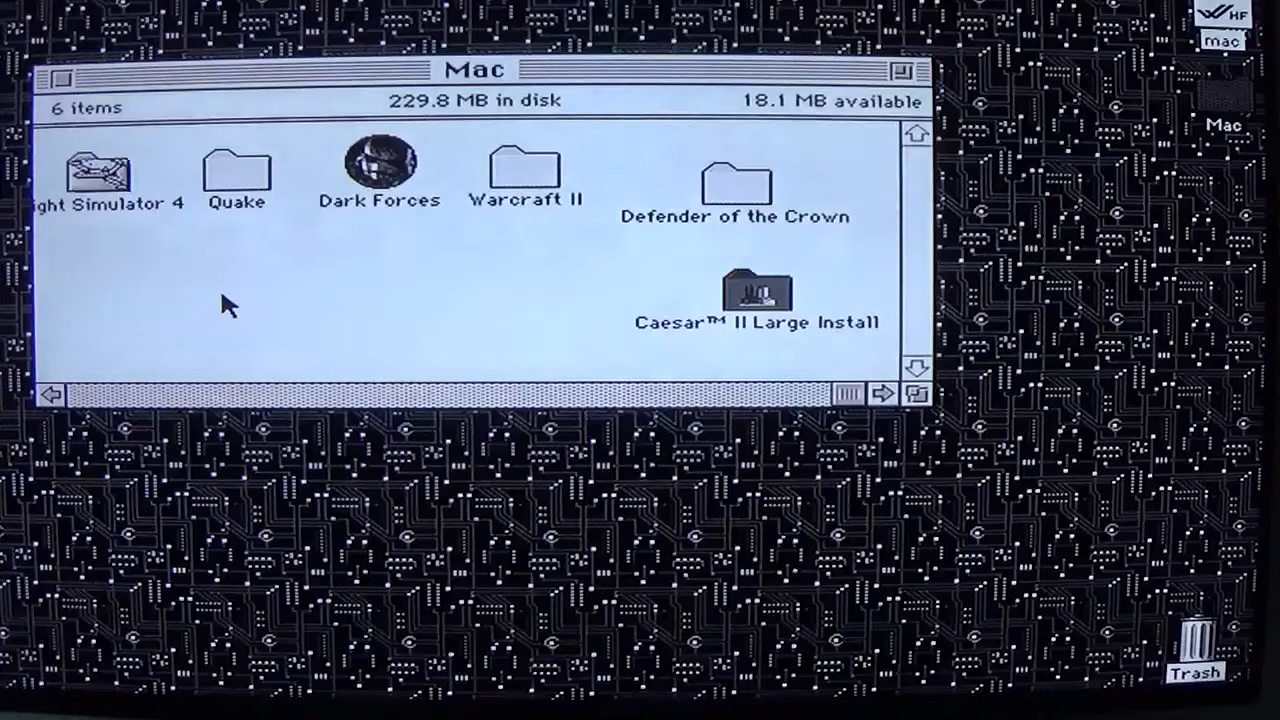 HF
mac
Mac
6 items 229.8 MB in disk 18.1 MB available
Mac
ight Simulator 4 Quake Dark Forces Warcraft II
Defender of the Crown
Caesar™ II Large Install
Trash